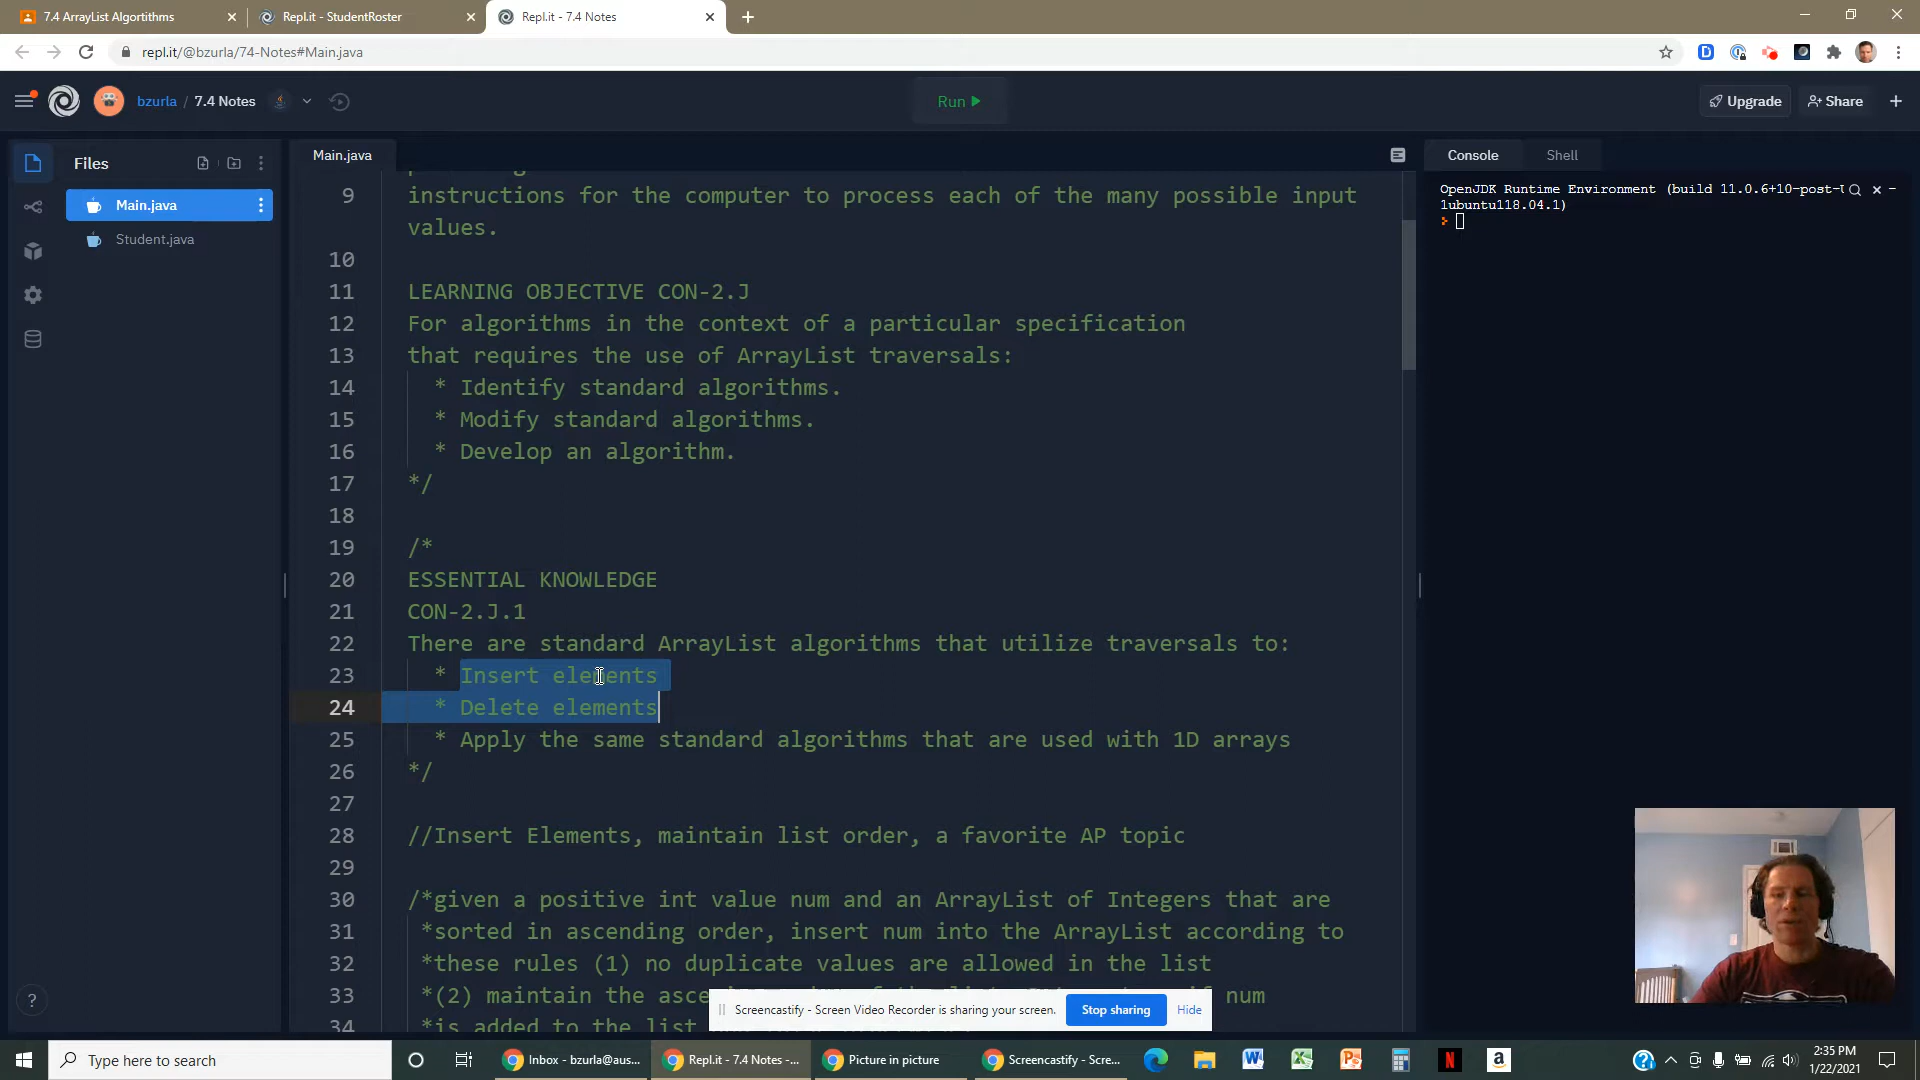 7.4 ArrayList Algortithms
Repl.it - StudentRoster
Repl.it - 7.4 Notes
repl.it/@bzurla/74-Notes#Main.java
bzurla / 7.4 Notes
Run
Upgrade
Share
Files
Main.java
Student.java
Main.java
Console
Shell
9 instructions for the computer to process each of the many possible input
values.
10
11 LEARNING OBJECTIVE CON-2.J
12 For algorithms in the context of a particular specification
13 that requires the use of ArrayList traversals:
14 * Identify standard algorithms.
15 * Modify standard algorithms.
16 * Develop an algorithm.
17 */
18
19 /*
20 ESSENTIAL KNOWLEDGE
21 CON-2.J.1
22 There are standard ArrayList algorithms that utilize traversals to:
23 * Insert elements
24 * Delete elements
25 * Apply the same standard algorithms that are used with 1D arrays
26 */
27
28 //Insert Elements, maintain list order, a favorite AP topic
29
30 /*given a positive int value num and an ArrayList of Integers that are
31 *sorted in ascending order, insert num into the ArrayList according to
32 *these rules (1) no duplicate values are allowed in the list
33 *(2) maintain the if num
34 *is added to the list
OpenJDK Runtime Environment (build 11.0.6+10-post-U
1ubuntu118.04.1)
Screencastify - Screen Video Recorder is sharing your screen.
Stop sharing
Hide
Type here to search
Inbox - bzurla@aus...
Repl.it - 7.4 Notes -...
Picture in picture
Screencastify - Scre...
2:35 PM
1/22/2021